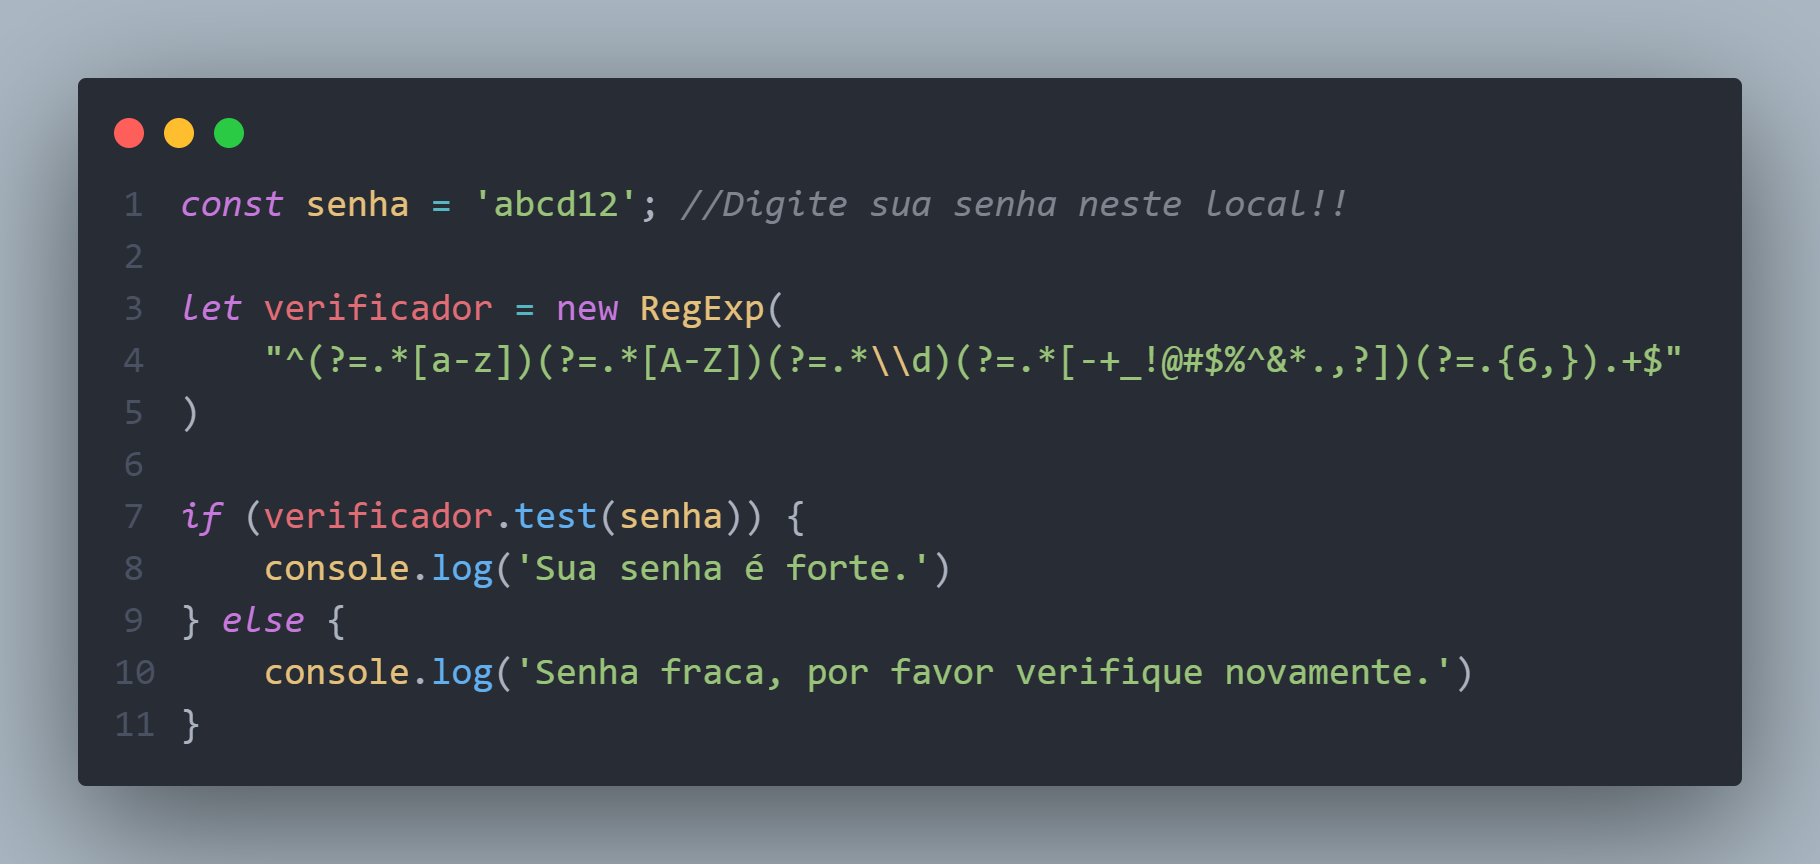 1 const senha = 'abcd12'; //Digite sua senha neste local!!
2
3 let verificador = new RegExp(
4     "^(?=.*[a-z])(?=.*[A-Z])(?=.*\\d)(?=.*[-+_!@#$%^&*.,?])(?=.{6,}).+$"
5 )
6
7 if (verificador.test(senha)) {
8     console.log('Sua senha é forte.')
9 } else {
10     console.log('Senha fraca, por favor verifique novamente.')
11 }